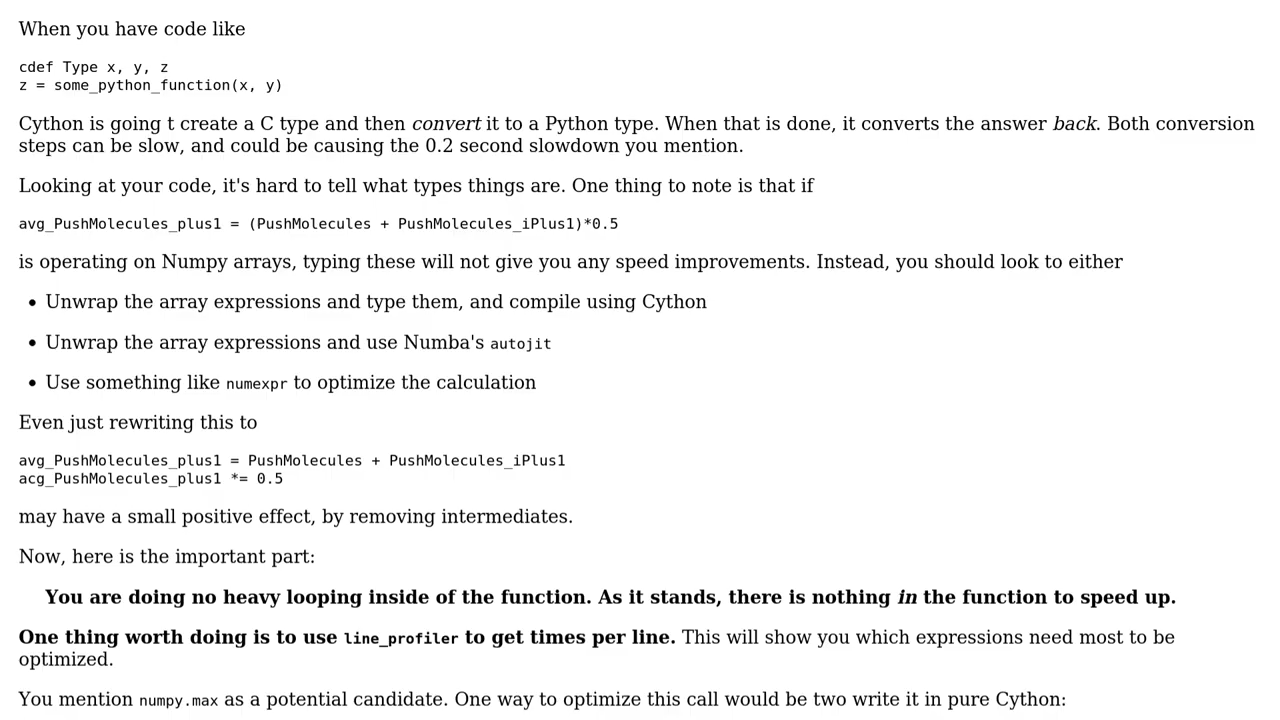 When you have code like
cdef Type x, y, z
z = some_python_function(x, y)
Cython is going t create a C type and then convert it to a Python type. When that is done, it converts the answer back. Both conversion
steps can be slow, and could be causing the 0.2 second slowdown you mention.
Looking at your code, it's hard to tell what types things are. One thing to note is that if
avg_PushMolecules_plus1 = (PushMolecules + PushMolecules_iPlus1)*0.5
is operating on Numpy arrays, typing these will not give you any speed improvements. Instead, you should look to either
• Unwrap the array expressions and type them, and compile using Cython
• Unwrap the array expressions and use Numba's autojit
• Use something like numexpr to optimize the calculation
Even just rewriting this to
avg_PushMolecules_plus1 = PushMolecules + PushMolecules_iPlus1
acg_PushMolecules_plus1 *= 0.5
may have a small positive effect, by removing intermediates.
Now, here is the important part:
You are doing no heavy looping inside of the function. As it stands, there is nothing in the function to speed up.
One thing worth doing is to use line_profiler to get times per line. This will show you which expressions need most to be
optimized.
You mention numpy.max as a potential candidate. One way to optimize this call would be two write it in pure Cython: